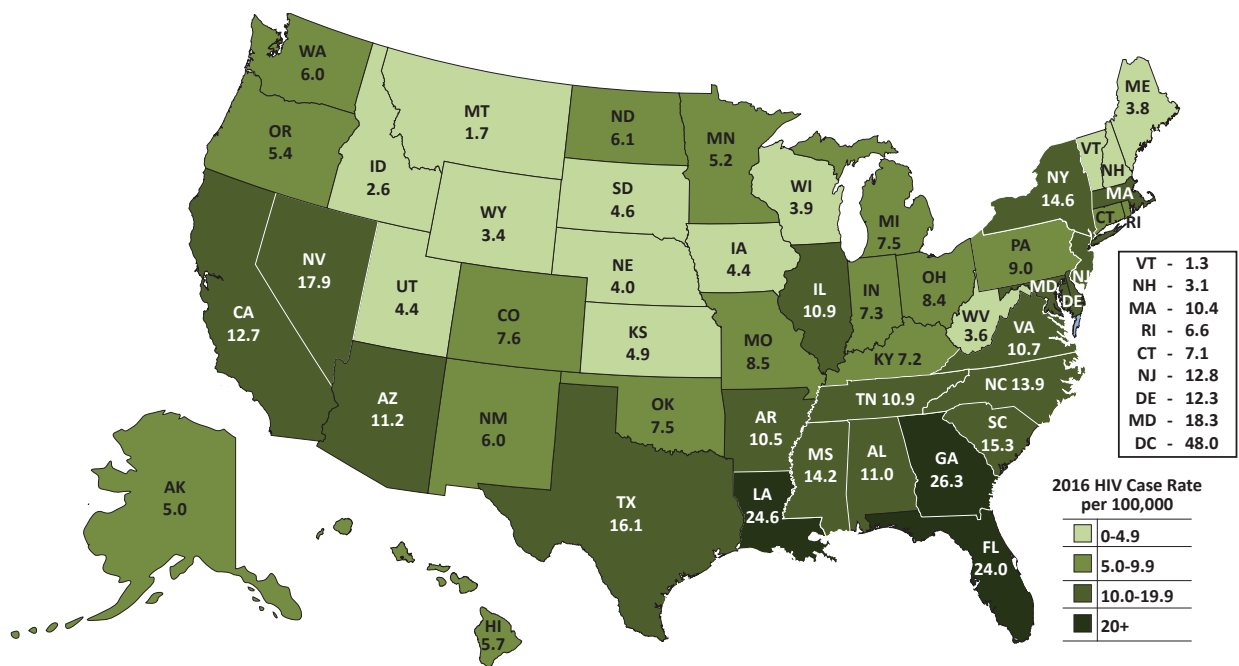 WA
6.0
OR
5.4
CA
12.7
NV
17.9
ID
2.6
MT
1.7
WY
3.4
UT
4.4
AZ
11.2
CO
7.6
NM
6.0
ND
6.1
SD
4.6
NE
4.0
KS
4.9
OK
7.5
TX
16.1
MN
5.2
IA
4.4
MO
8.5
AR
10.5
LA
24.6
WI
3.9
IL
10.9
MI
7.5
IN
7.3
OH
8.4
KY 7.2
TN 10.9
MS
14.2
AL
11.0
GA
26.3
FL
24.0
SC
15.3
NC 13.9
VA
10.7
WV
3.6
PA
9.0
NY
14.6
ME
3.8
VT
NH
MA
CT
RI
NJ
MD
DE
AK
5.0
HI
5.7
VT - 1.3
NH - 3.1
MA - 10.4
RI - 6.6
CT - 7.1
NJ - 12.8
DE - 12.3
MD - 18.3
DC - 48.0
2016 HIV Case Rate
per 100,000
0-4.9
5.0-9.9
10.0-19.9
20+